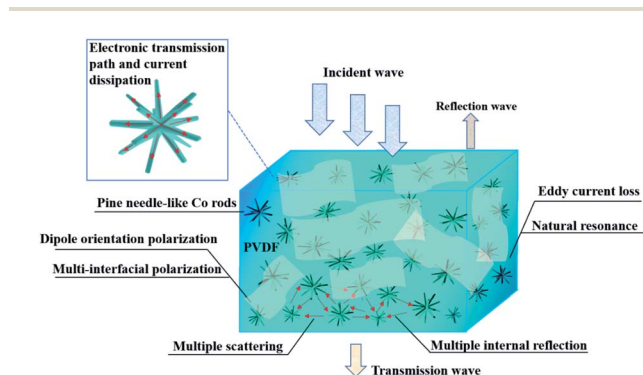 Electronic transmission
path and current
dissipation
Incident wave
Reflection wave
Pine needle-like Co rods
Eddy current loss
Natural resonance
Dipole orientation polarization
PVDF
Multi-interfacial polarization
Multiple scattering
Multiple internal reflection
Transmission wave